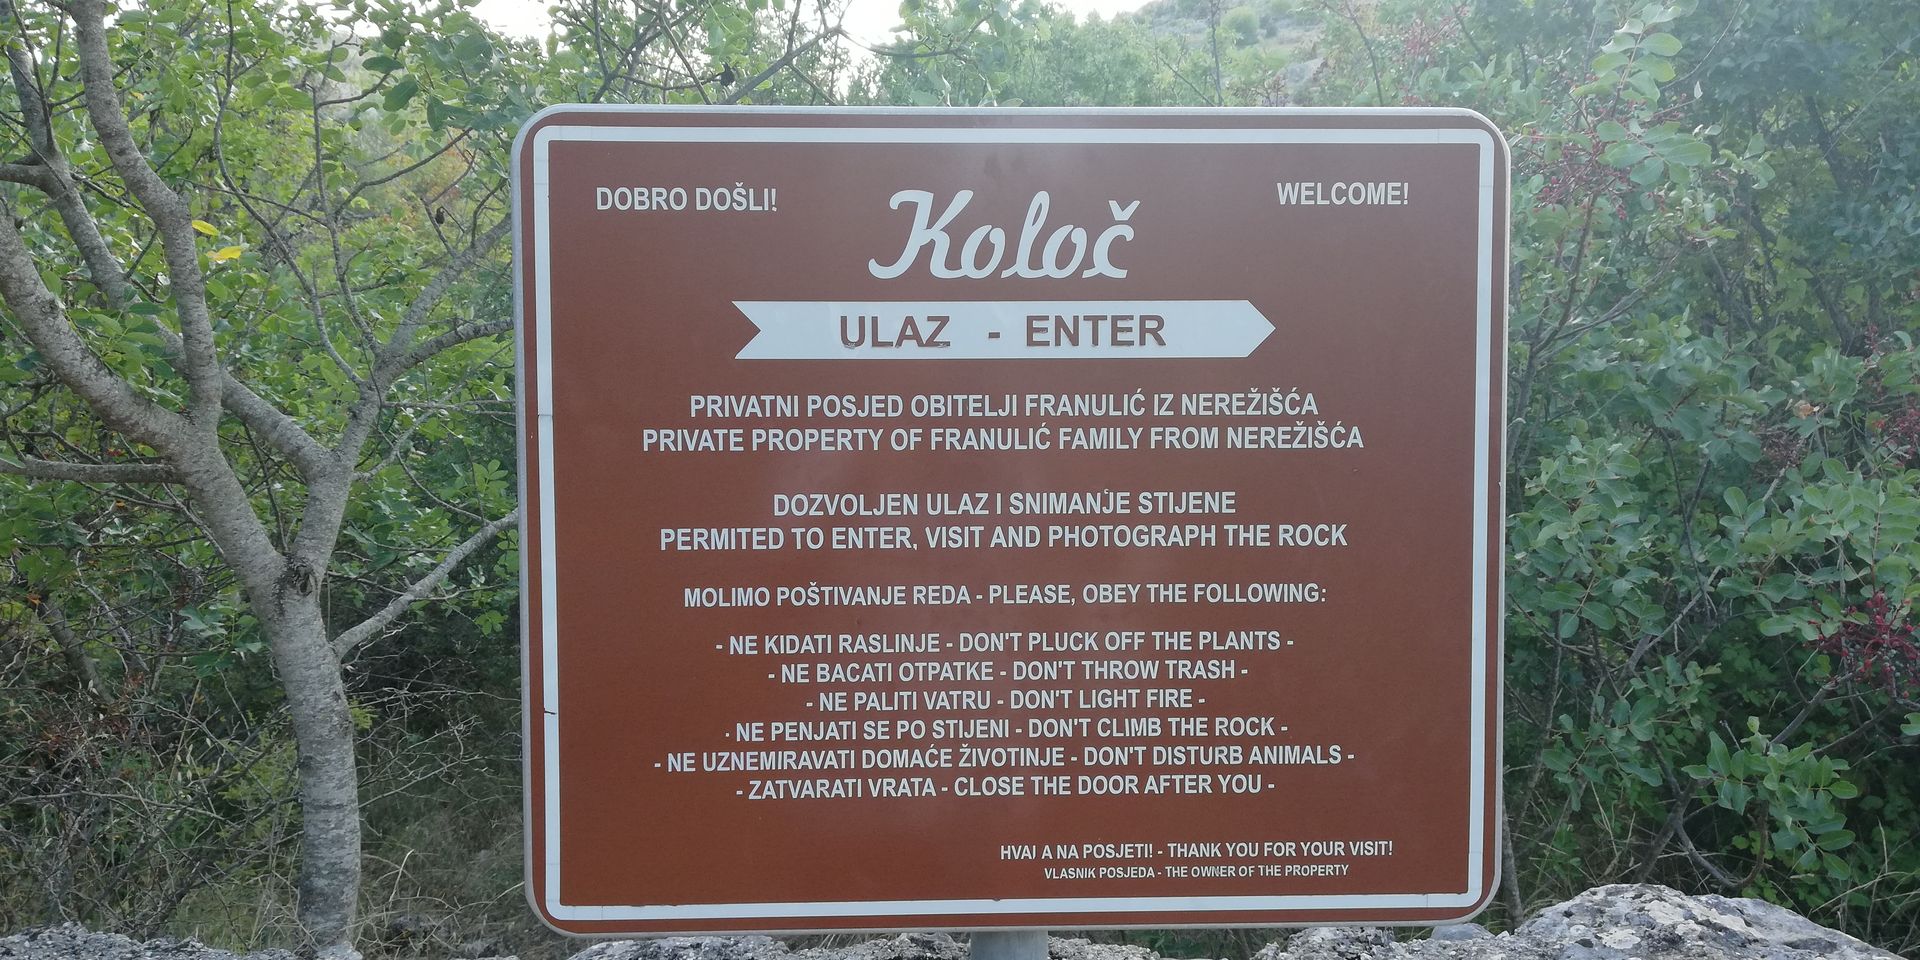 DOBRO DOŠLI!
WELCOME!
Koloč
ULAZ - ENTER
PRIVATNI POSJED OBITELJI FRANULIĆ IZ NEREŽIŠĆA
PRIVATE PROPERTY OF FRANULIĆ FAMILY FROM NEREŽIŠĆA
DOZVOLJEN ULAZ I SNIMANJE STIJENE
PERMITED TO ENTER, VISIT AND PHOTOGRAPH THE ROCK
MOLIMO POŠTIVANJE REDA - PLEASE, OBEY THE FOLLOWING:
- NE KIDATI RASLINJE - DON'T PLUCK OFF THE PLANTS -
- NE BACATI OTPATKE - DON'T THROW TRASH -
- NE PALITI VATRU - DON'T LIGHT FIRE -
- NE PENJATI SE PO STIJENI - DON'T CLIMB THE ROCK -
- NE UZNEMIRAVATI DOMAĆE ŽIVOTINJE - DON'T DISTURB ANIMALS -
- ZATVARATI VRATA - CLOSE THE DOOR AFTER YOU -
HVALA NA POSJETI! - THANK YOU FOR YOUR VISIT!
VLASNIK POSJEDA - THE OWNER OF THE PROPERTY